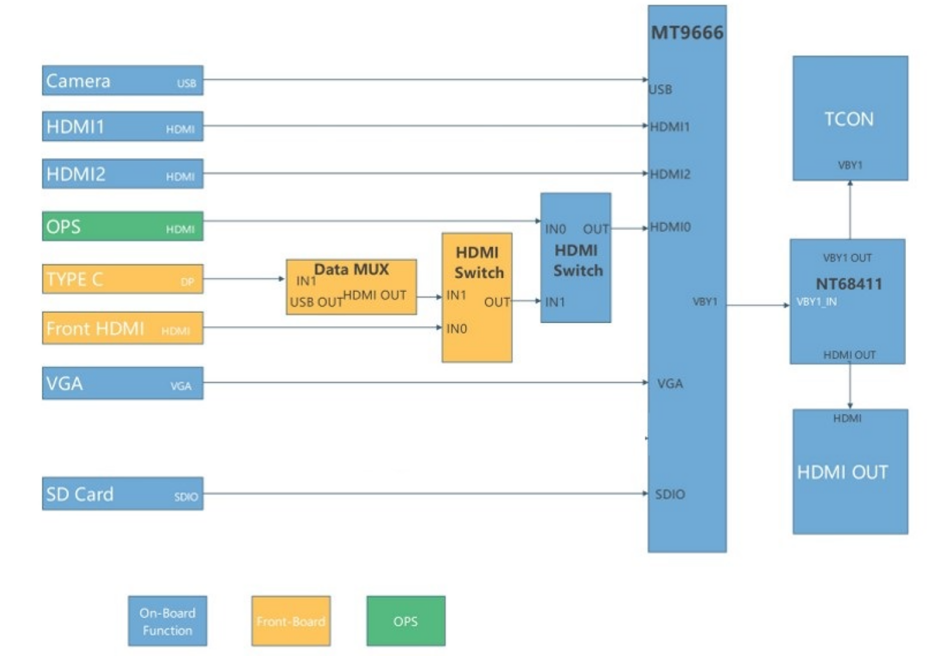 MT9666
Camera USB
USB
HDMI1 HDMI
HDMI1
HDMI2 HDMI
HDMI2
OPS HDMI
IN0 OUT
HDMI
Switch
IN1
HDMI0
TYPE C DP
Data MUX
IN1
USB OUT
HDMI OUT
HDMI
Switch
IN1
OUT
IN0
Front HDMI HDMI
VGA VGA
VGA
SD Card SDIO
SDIO
VBY1
TCON
VBY1
VBY1 OUT
NT68411
VBY1_IN
HDMI OUT
HDMI
HDMI OUT
On-Board
Function
Front-Board
OPS